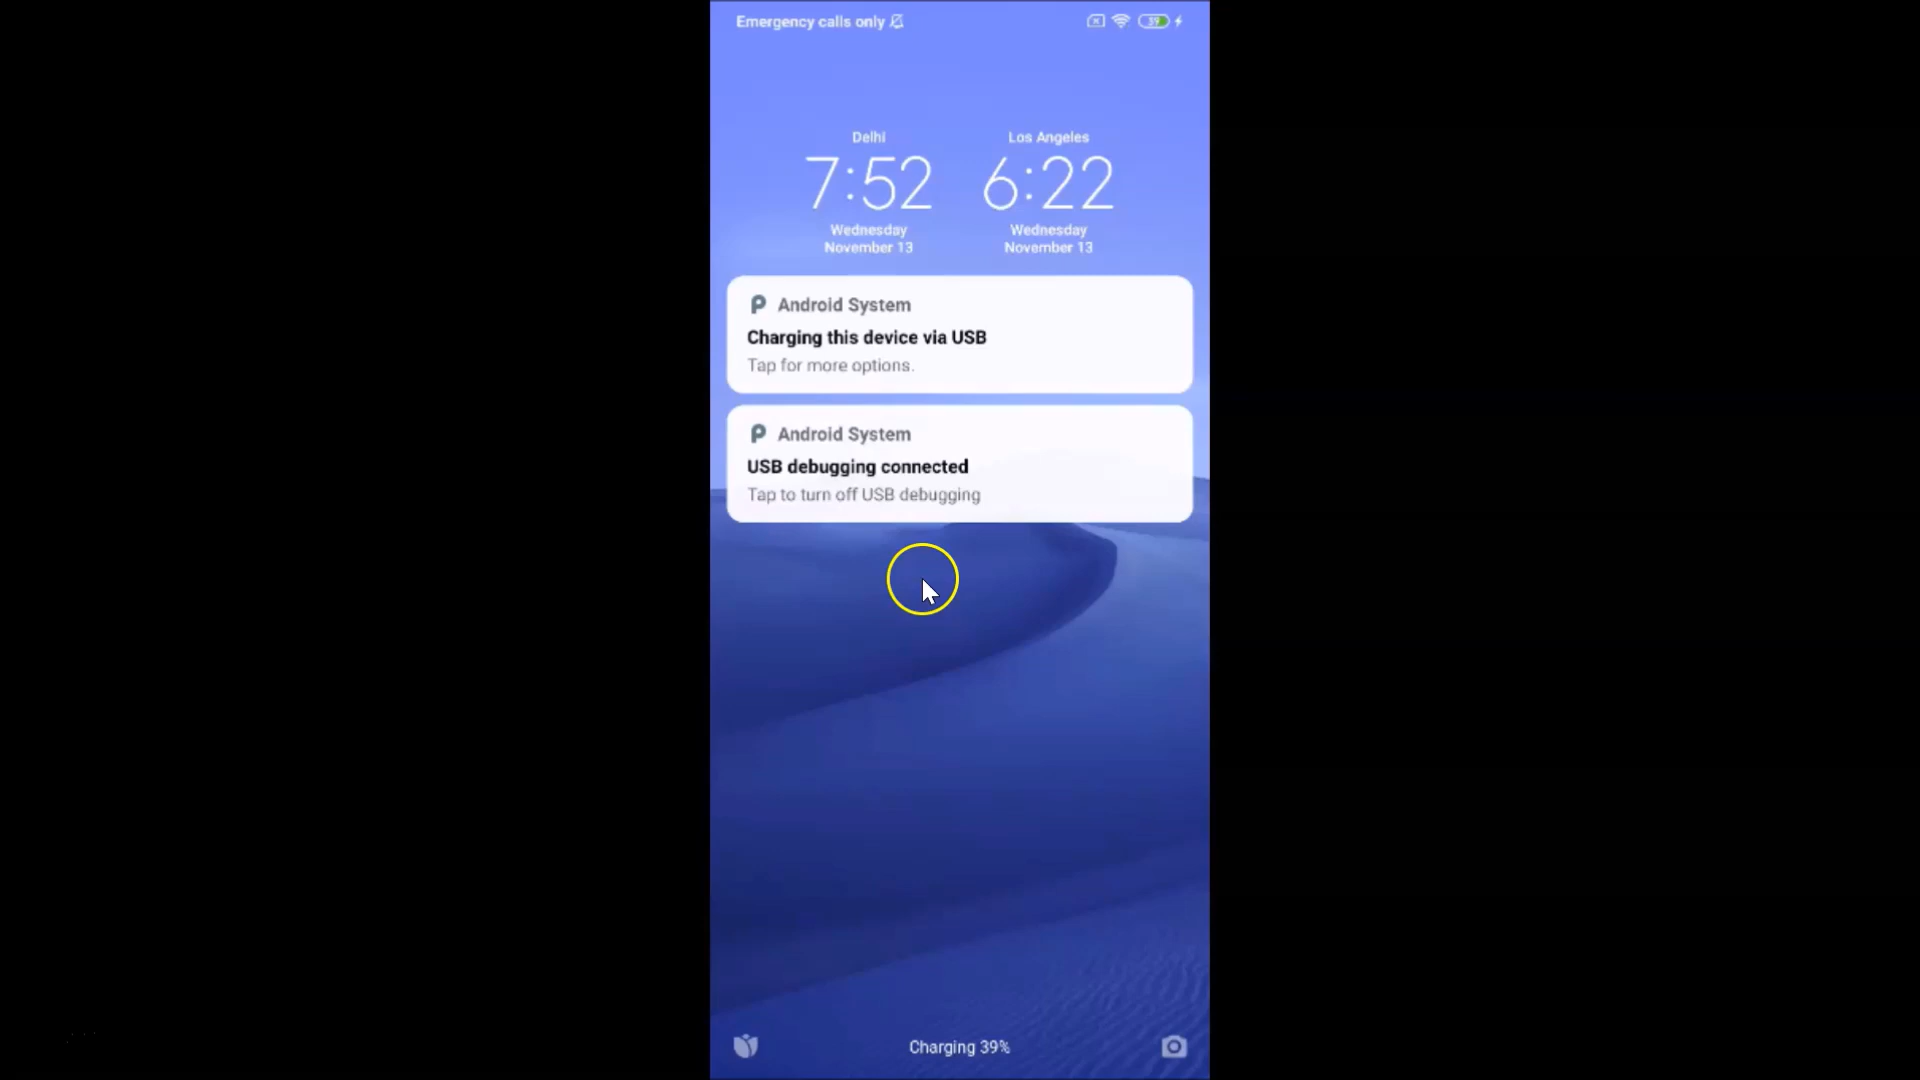 Emergency calls only
39
Delhi
Los Angeles
7:52
6:22
Wednesday
November 13
Wednesday
November 13
Android System
Charging this device via USB
Tap for more options.
Android System
USB debugging connected
Tap to turn off USB debugging
Charging 39%